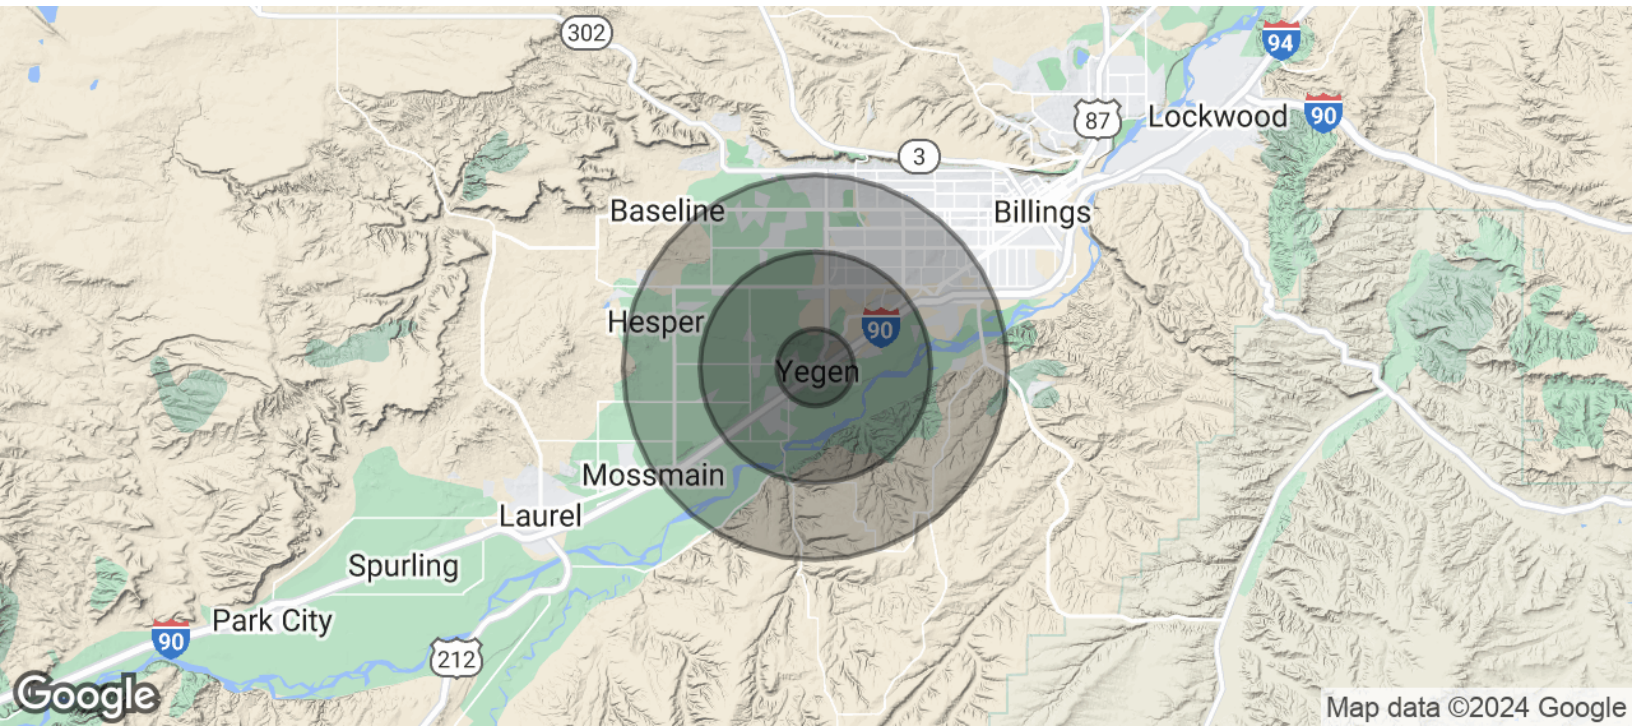 302
94
87
Lockwood
90
3
Baseline
Billings
Hesper
90
Yegen
Mossmain
Laurel
Spurling
Park City
90
212
Google
Map data ©2024 Google